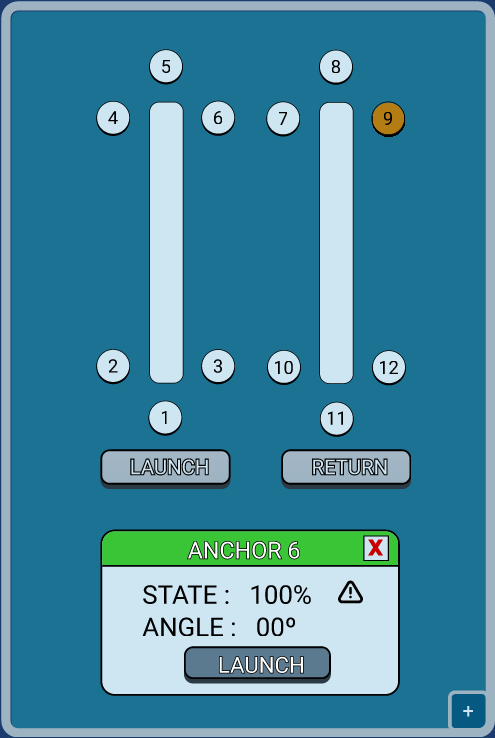 5 8
4 6 7 9
2 3 10 12
1 11
LAUNCH RETURN
ANCHOR 6 X
STATE : 100%
ANGLE : 00º
LAUNCH
+